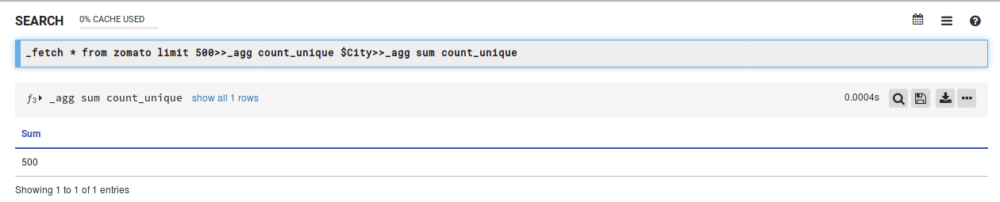 SEARCH 0% CACHE USED
_fetch * from zomato limit 500>>_agg count_unique $City>>_agg sum count_unique
ƒ3 _agg sum count_unique show all 1 rows 0.0004s
Sum
500
Showing 1 to 1 of 1 entries